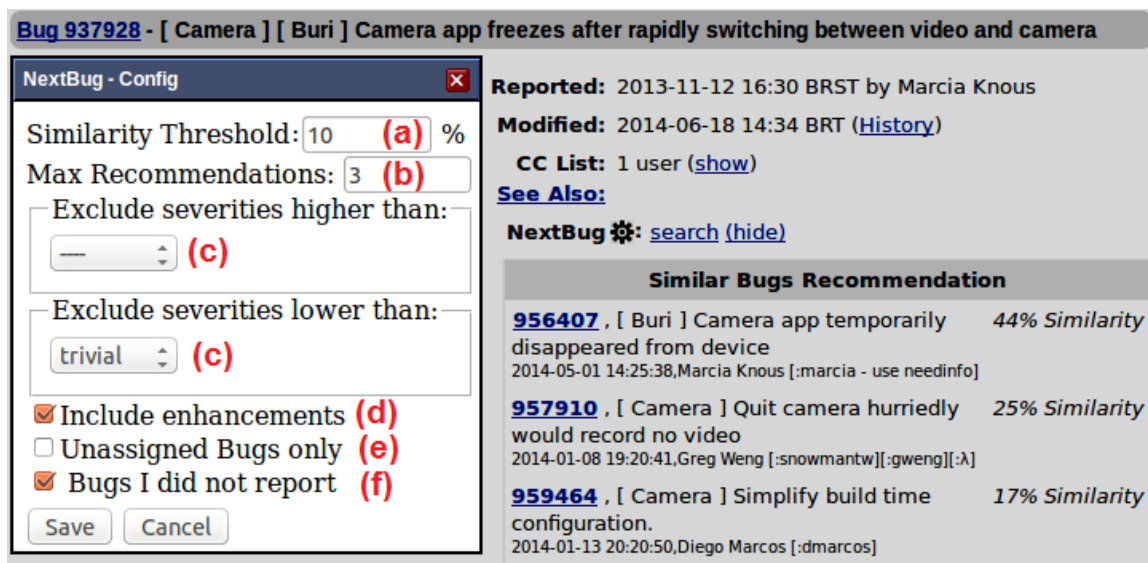 Bug 937928 - [ Camera ] [ Buri ] Camera app freezes after rapidly switching between video and camera
NextBug - Config
Similarity Threshold: 10 (a) %
Max Recommendations: 3 (b)
Exclude severities higher than:
---- (c)
Exclude severities lower than:
trivial (c)
Include enhancements (d)
Unassigned Bugs only (e)
Bugs I did not report (f)
Save Cancel
Reported: 2013-11-12 16:30 BRST by Marcia Knous
Modified: 2014-06-18 14:34 BRT (History)
CC List: 1 user (show)
See Also:
NextBug : search (hide)
Similar Bugs Recommendation
956407 , [ Buri ] Camera app temporarily 44% Similarity
disappeared from device
2014-05-01 14:25:38,Marcia Knous [:marcia - use needinfo]
957910 , [ Camera ] Quit camera hurriedly 25% Similarity
would record no video
2014-01-08 19:20:41,Greg Weng [:snowmantw][:gweng][:λ]
959464 , [ Camera ] Simplify build time 17% Similarity
configuration.
2014-01-13 20:20:50,Diego Marcos [:dmarcos]